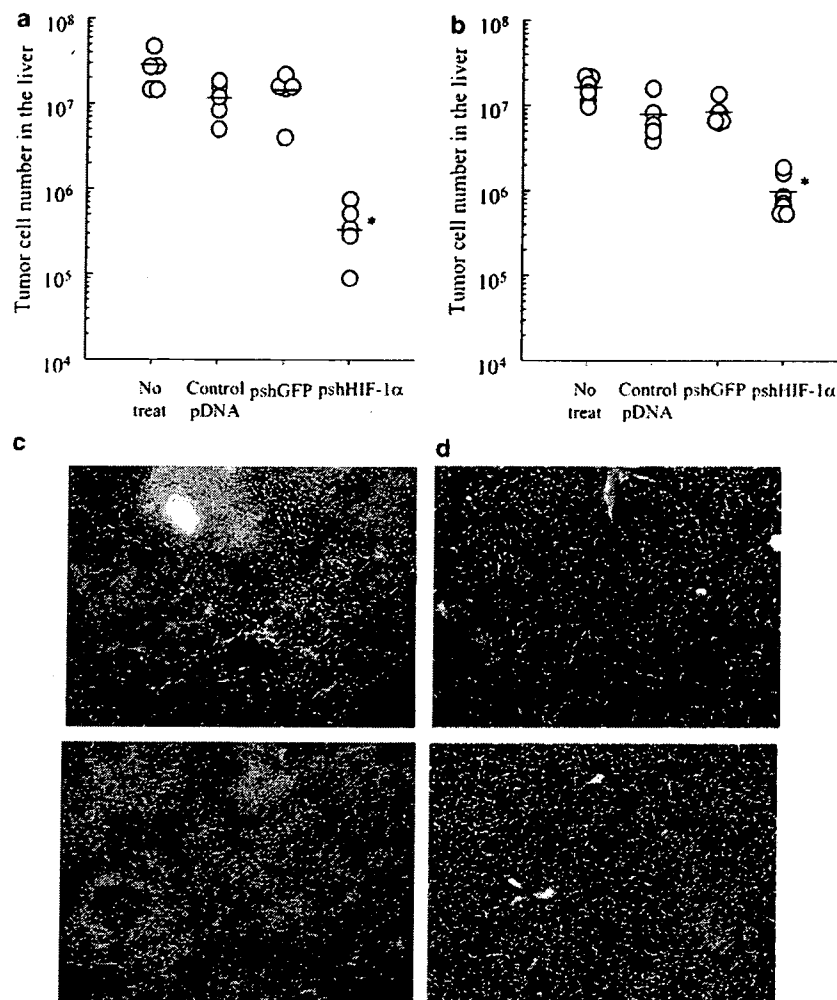 a
b
Tumor cell number in the liver
10⁸
10⁷
10⁶
10⁵
10⁴
*
No treat
Control pDNA
pshGFP
pshHIF-1α
Tumor cell number in the liver
10⁸
10⁷
10⁶
10⁵
10⁴
*
No treat
Control pDNA
pshGFP
pshHIF-1α
c
d